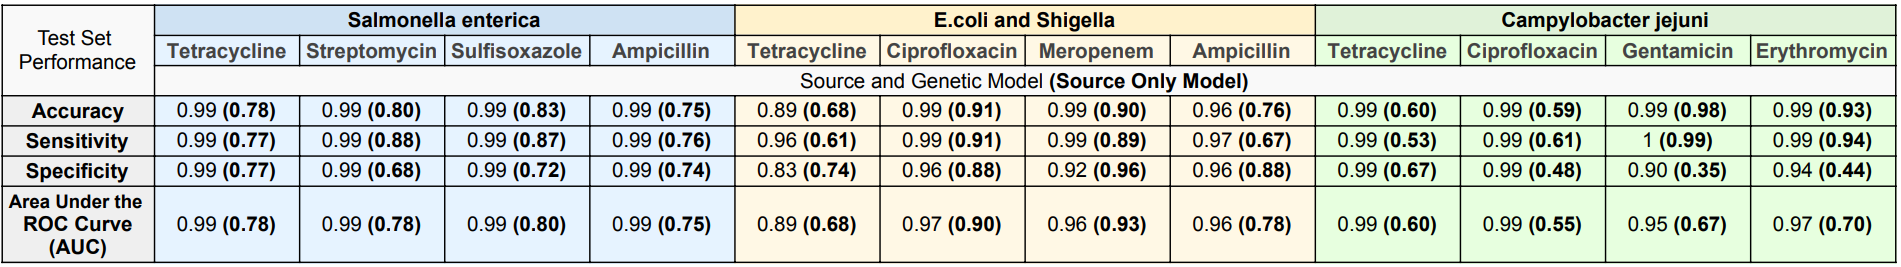 Test Set Performance Salmonella enterica E.coli and Shigella Campylobacter jejuni
Tetracycline Streptomycin Sulfisoxazole Ampicillin Tetracycline Ciprofloxacin Meropenem Ampicillin Tetracycline Ciprofloxacin Gentamicin Erythromycin
Source and Genetic Model (Source Only Model)
Accuracy 0.99 (0.78) 0.99 (0.80) 0.99 (0.83) 0.99 (0.75) 0.89 (0.68) 0.99 (0.91) 0.99 (0.90) 0.96 (0.76) 0.99 (0.60) 0.99 (0.59) 0.99 (0.98) 0.99 (0.93)
Sensitivity 0.99 (0.77) 0.99 (0.88) 0.99 (0.87) 0.99 (0.76) 0.96 (0.61) 0.99 (0.91) 0.99 (0.89) 0.97 (0.67) 0.99 (0.53) 0.99 (0.61) 1 (0.99) 0.99 (0.94)
Specificity 0.99 (0.77) 0.99 (0.68) 0.99 (0.72) 0.99 (0.74) 0.83 (0.74) 0.96 (0.88) 0.92 (0.96) 0.96 (0.88) 0.99 (0.67) 0.99 (0.48) 0.90 (0.35) 0.94 (0.44)
Area Under the ROC Curve (AUC) 0.99 (0.78) 0.99 (0.78) 0.99 (0.80) 0.99 (0.75) 0.89 (0.68) 0.97 (0.90) 0.96 (0.93) 0.96 (0.78) 0.99 (0.60) 0.99 (0.55) 0.95 (0.67) 0.97 (0.70)